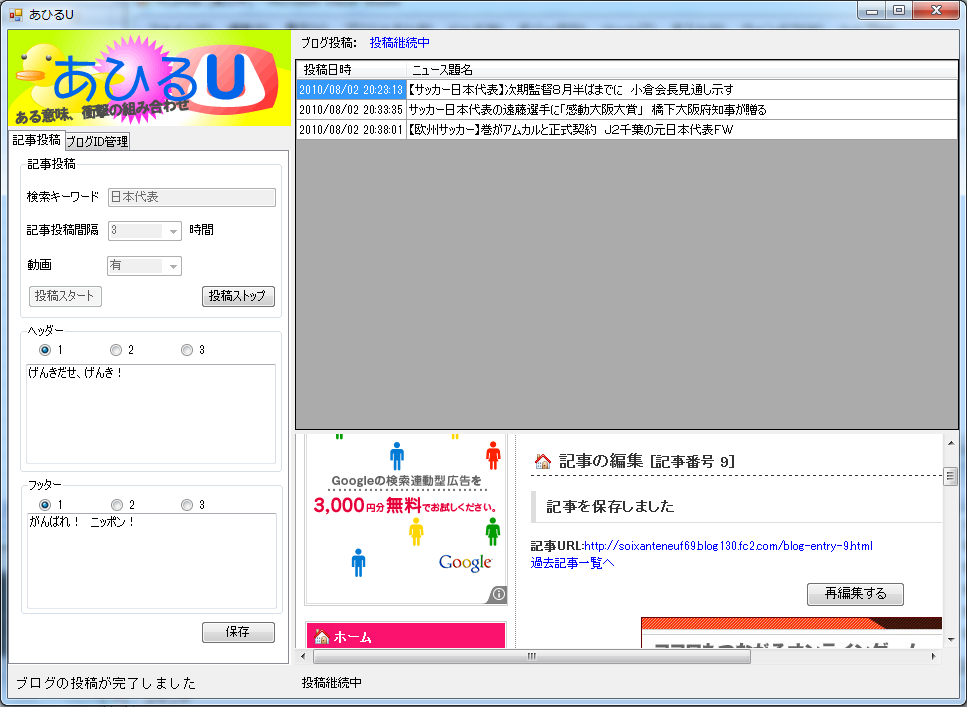 あひるU
あひるU
ある意味、衝撃の組み合わせ
記事投稿 ブログID管理
記事投稿
検索キーワード 日本代表
記事投稿間隔 3 時間
動画 有
投稿スタート 投稿ストップ
ヘッダー
1 2 3
げんきだせ、げんき！
フッター
1 2 3
がんばれ！ ニッポン！
保存
ブログの投稿が完了しました
ブログ投稿: 投稿継続中
投稿日時 ニュース題名
2010/08/02 20:23:13 【サッカー日本代表】次期監督8月半ばまでに 小倉会長見通し示す
2010/08/02 20:33:35 サッカー日本代表の遠藤選手に「感動大阪大賞」 橋下大阪府知事が贈る
2010/08/02 20:38:01 【欧州サッカー】巻がアムカルと正式契約 J2千葉の元日本代表FW
Googleの検索連動型広告を
3,000円分無料でお試しください。
Google
ホーム
記事の編集 [記事番号 9]
記事を保存しました
記事URL:http://soixanteneuf69.blog130.fc2.com/blog-entry-9.html
過去記事一覧へ
再編集する
投稿継続中